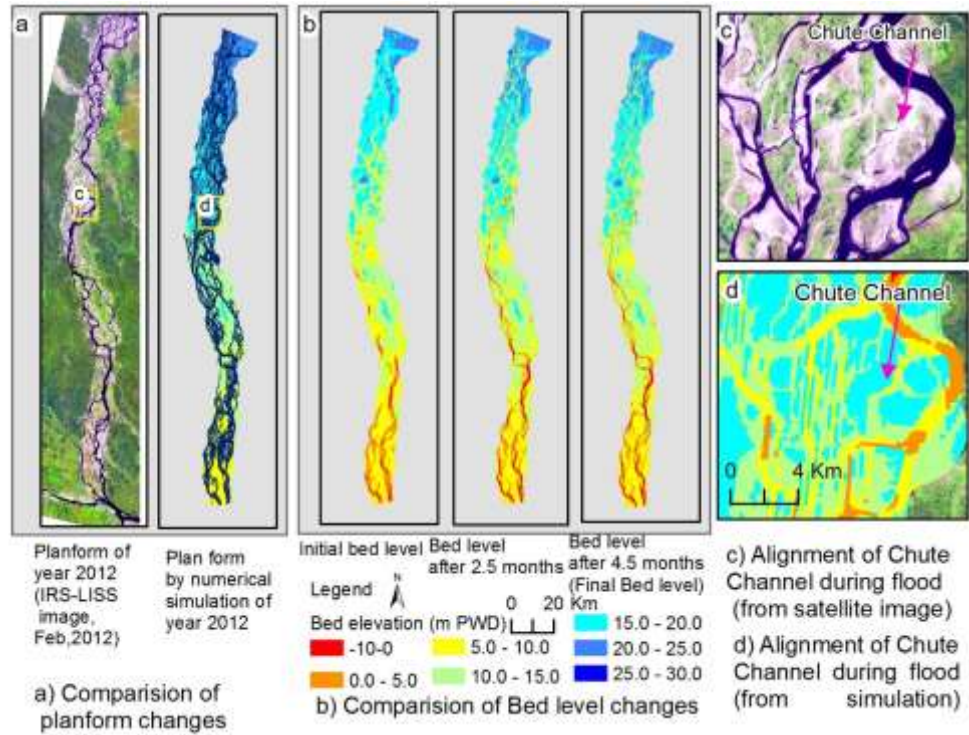 a
b
c
Chute Channel
c
d
d
Chute Channel
0 4 Km
Planform of
year 2012
(IRS-LISS
image,
Feb,2012)
Plan form
by numerical
simulation of
year 2012
Initial bed level
Bed level
after 2.5 months
Bed level
after 4.5 months
(Final Bed level)
Legend
N
0 20 Km
Bed elevation (m PWD)
-10-0
5.0 - 10.0
15.0 - 20.0
20.0 - 25.0
0.0 - 5.0
10.0 - 15.0
25.0 - 30.0
a) Comparision of
planform changes
b) Comparision of Bed level changes
c) Alignment of Chute
Channel during flood
(from satellite image)
d) Alignment of Chute
Channel during flood
(from simulation)